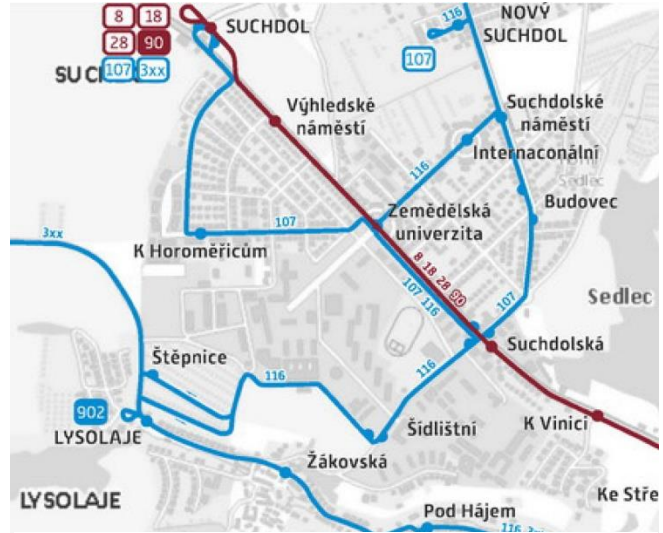 8 18
28 90
107 3xx
SUCHDOL
116
NOVÝ
SUCHDOL
107
Výhledské
náměstí
Suchdolské
náměstí
Internaconální
116
Sedlec
Budovec
Zemědělská
univerzita
107
K Horoměřicům
3xx
8 18 28 90
107 116
107
Sedlec
Suchdolská
Štěpnice
116
116
902
LYSOLAJE
Šídlištní
K Vinici
Žákovská
LYSOLAJE
Ke Stře
Pod Hájem
116 3xx